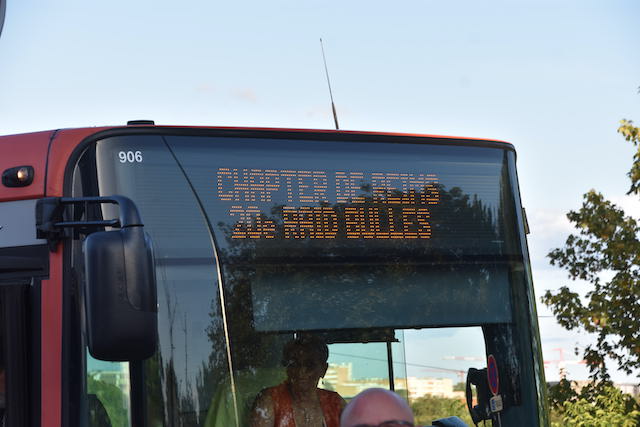 906
CHAPTER DE REIMS
20e RAID BULLES